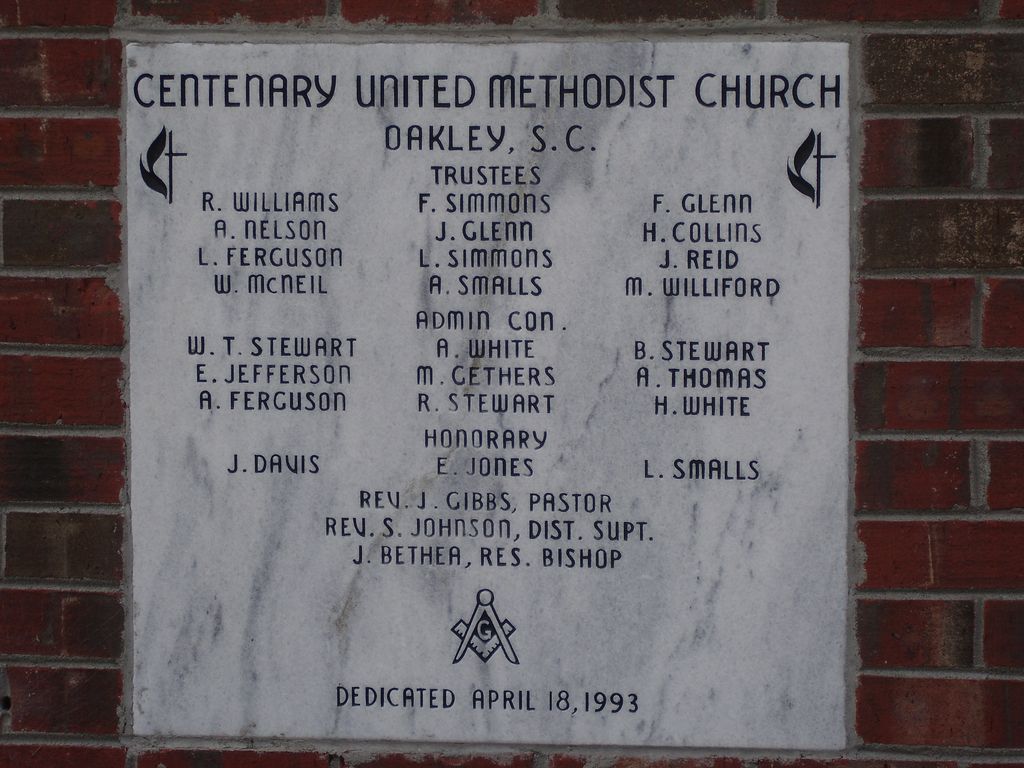 CENTENARY UNITED METHODIST CHURCH
OAKLEY, S.C.
TRUSTEES
R. WILLIAMS F. SIMMONS F. GLENN
A. NELSON J. GLENN H. COLLINS
L. FERGUSON L. SIMMONS J. REID
W. MCNEIL A. SMALLS M. WILLIFORD
ADMIN CON.
W. T. STEWART A. WHITE B. STEWART
E. JEFFERSON M. GETHERS A. THOMAS
A. FERGUSON R. STEWART H. WHITE
HONORARY
J. DAVIS E. JONES L. SMALLS
REV. J. GIBBS, PASTOR
REV. S. JOHNSON, DIST. SUPT.
J. BETHEA, RES. BISHOP
G
DEDICATED APRIL 18, 1993